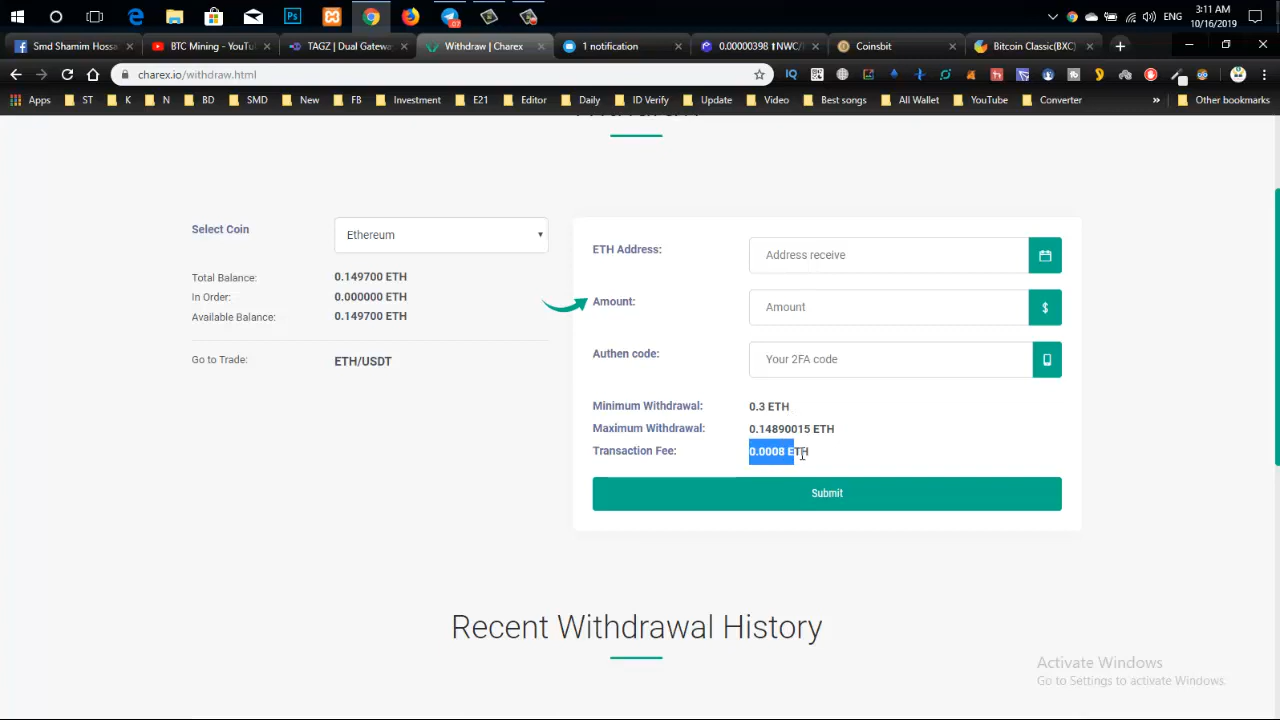 3:11 AM
ENG
10/16/2019
07
Smd Shamim Hossa
BTC Mining - YouTu
TAGZ | Dual Gatewa
Withdraw | Charex
1 notification
0.00000398 ⬆NWC/
Coinsbit
Bitcoin Classic(BXC)
charex.io/withdraw.html
Apps
ST
K
N
BD
SMD
New
FB
Investment
E21
Editor
Daily
ID Verify
Update
Video
Best songs
All Wallet
YouTube
Converter
»
Other bookmarks
Select Coin
Ethereum
Total Balance: 0.149700 ETH
In Order: 0.000000 ETH
Available Balance: 0.149700 ETH
Go to Trade: ETH/USDT
ETH Address: Address receive
Amount: Amount $
Authen code: Your 2FA code
Minimum Withdrawal: 0.3 ETH
Maximum Withdrawal: 0.14890015 ETH
Transaction Fee: 0.0008 ETH
Submit
Recent Withdrawal History
Activate Windows
Go to Settings to activate Windows.